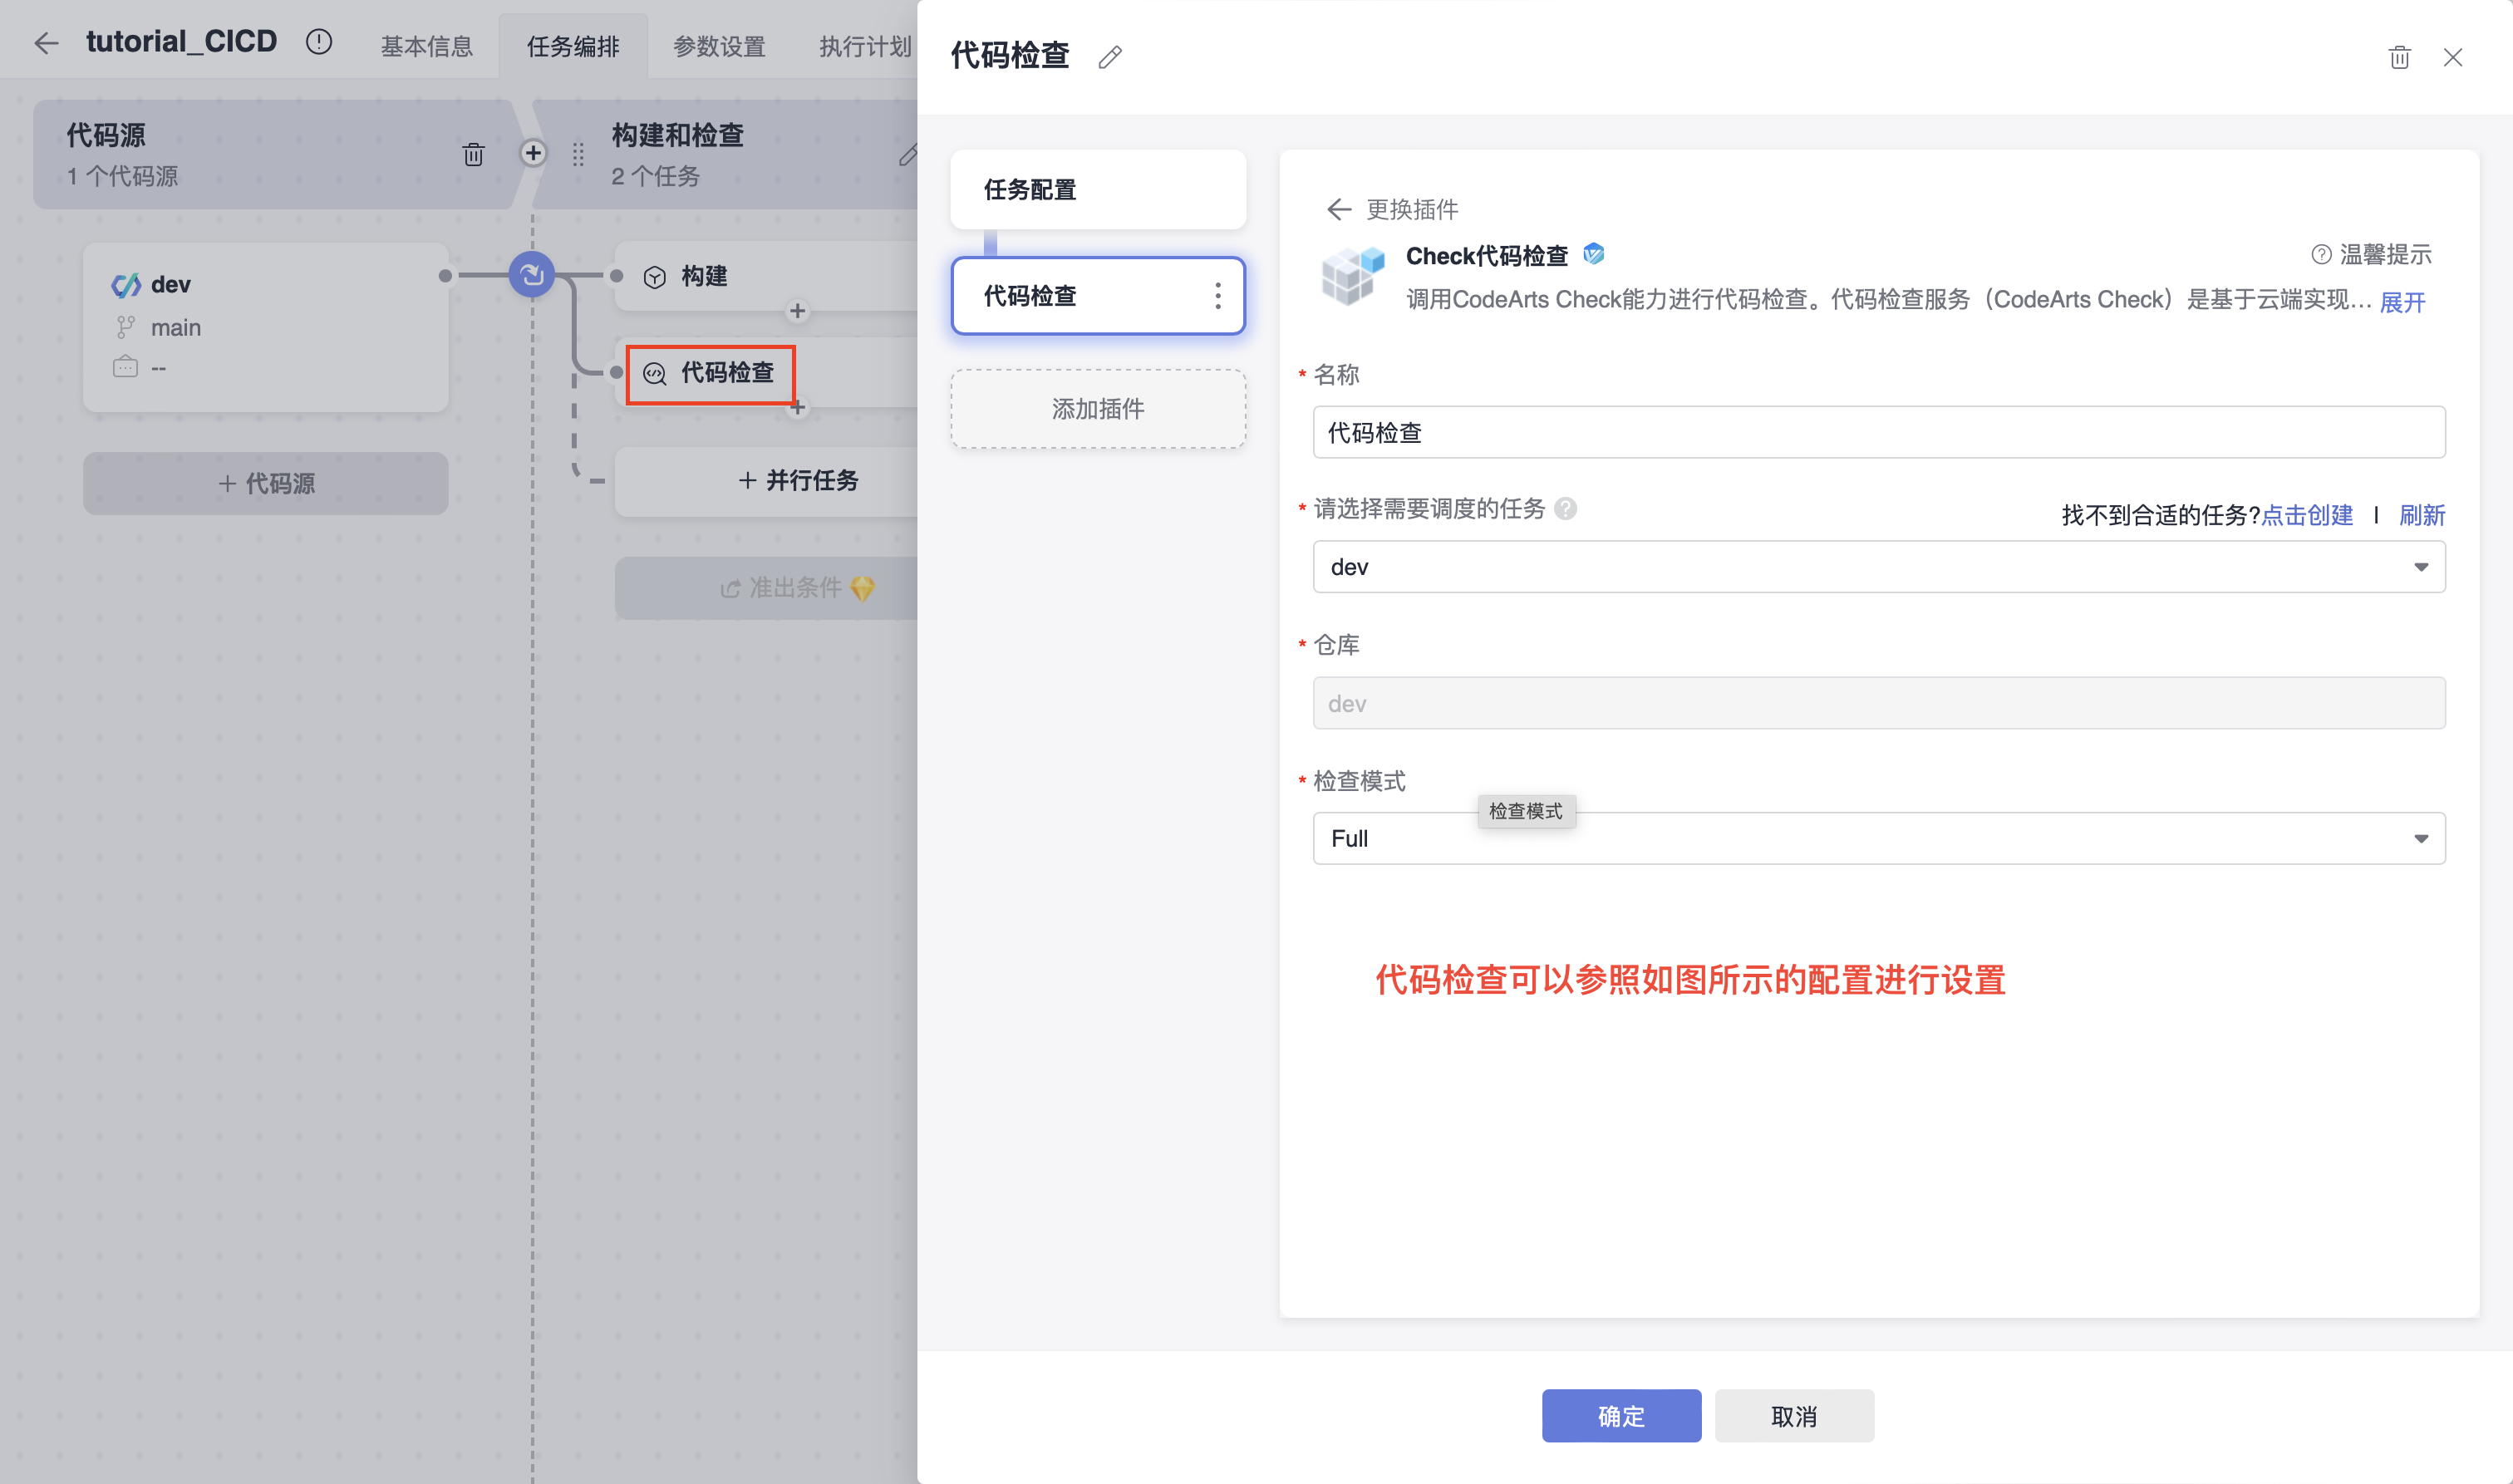 tutorial_CICD
基本信息
任务编排
参数设置
执行计划
代码源
1 个代码源
构建和检查
2 个任务
dev
main
--
+ 代码源
构建
代码检查
+ 并行任务
准出条件
代码检查
任务配置
代码检查
添加插件
更换插件
Check代码检查
温馨提示
调用CodeArts Check能力进行代码检查。代码检查服务（CodeArts Check）是基于云端实现... 展开
* 名称
代码检查
* 请选择需要调度的任务
找不到合适的任务?点击创建 | 刷新
dev
* 仓库
dev
* 检查模式
检查模式
Full
代码检查可以参照如图所示的配置进行设置
确定
取消